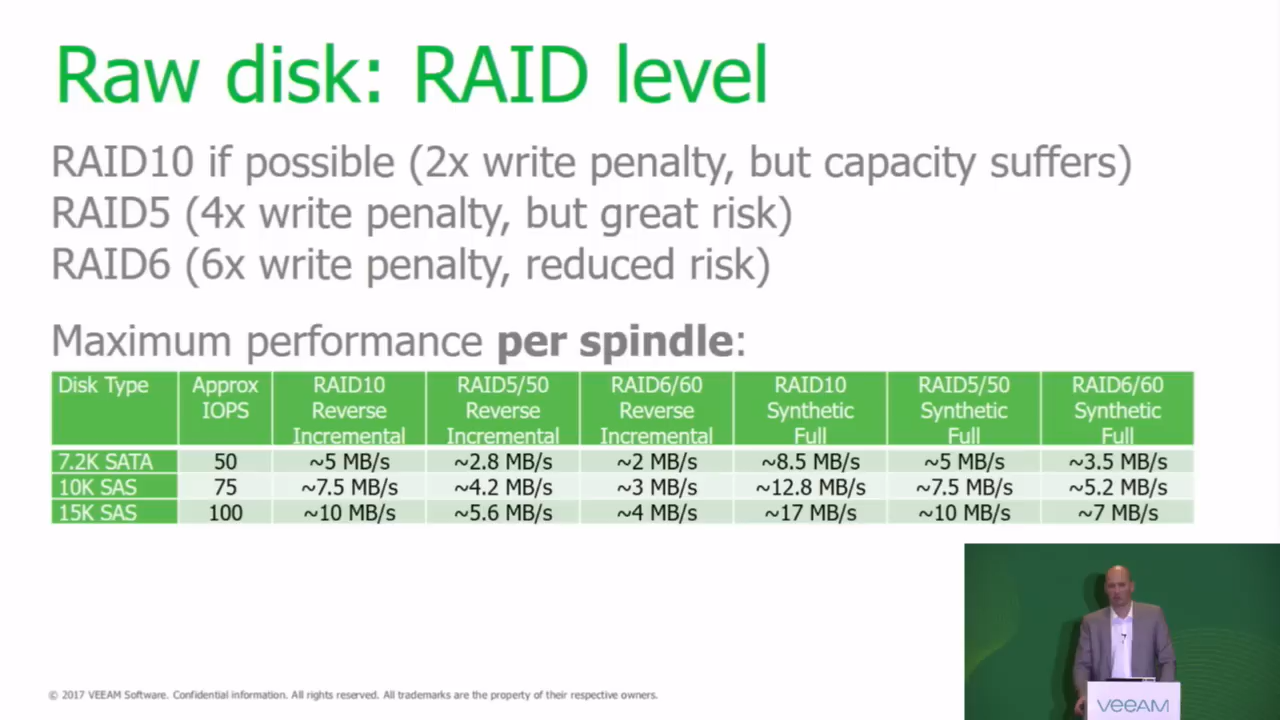 Raw disk: RAID level
RAID10 if possible (2x write penalty, but capacity suffers)
RAID5 (4x write penalty, but great risk)
RAID6 (6x write penalty, reduced risk)
Maximum performance per spindle:
Disk Type Approx IOPS RAID10 Reverse Incremental RAID5/50 Reverse Incremental RAID6/60 Reverse Incremental RAID10 Synthetic Full RAID5/50 Synthetic Full RAID6/60 Synthetic Full
7.2K SATA 50 ~5 MB/s ~2.8 MB/s ~2 MB/s ~8.5 MB/s ~5 MB/s ~3.5 MB/s
10K SAS 75 ~7.5 MB/s ~4.2 MB/s ~3 MB/s ~12.8 MB/s ~7.5 MB/s ~5.2 MB/s
15K SAS 100 ~10 MB/s ~5.6 MB/s ~4 MB/s ~17 MB/s ~10 MB/s ~7 MB/s
© 2017 VEEAM Software. Confidential information. All rights reserved. All trademarks are the property of their respective owners.
VEEAM